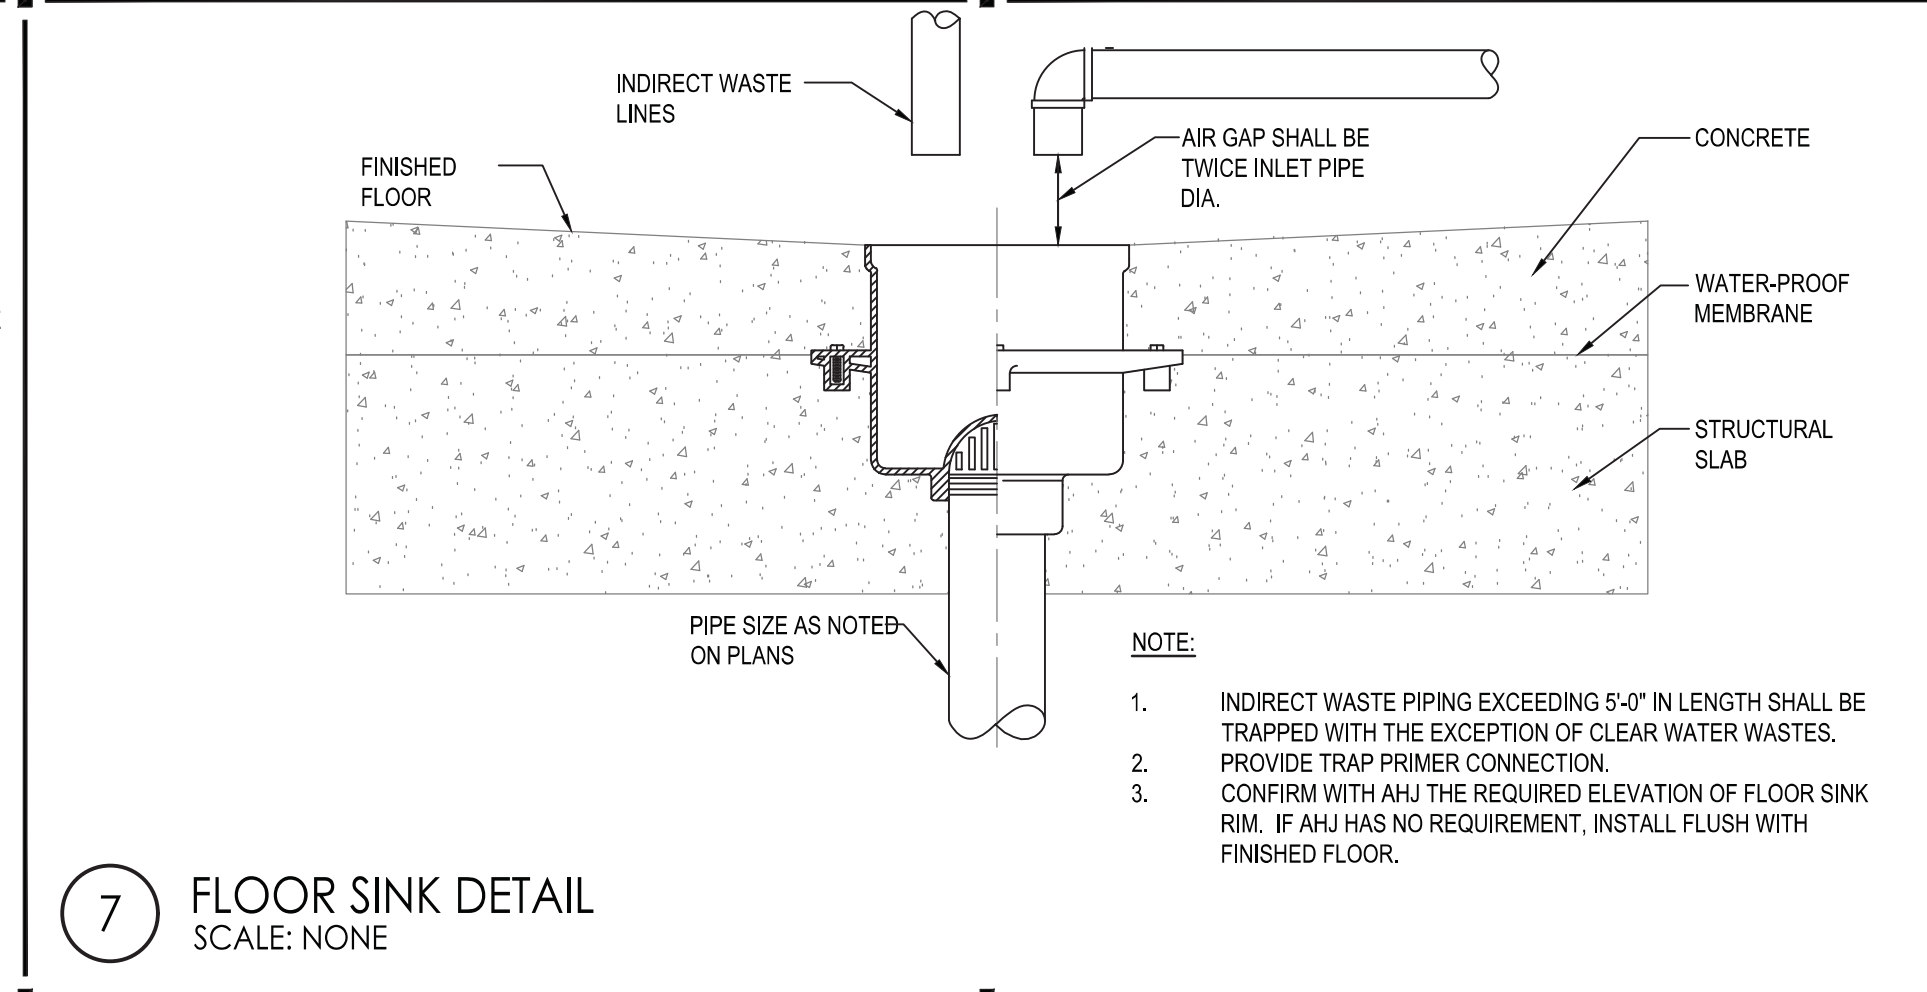 INDIRECT WASTE
LINES
FINISHED
FLOOR
AIR GAP SHALL BE
TWICE INLET PIPE
DIA.
CONCRETE
WATER-PROOF
MEMBRANE
STRUCTURAL
SLAB
PIPE SIZE AS NOTED
ON PLANS
NOTE:
1. INDIRECT WASTE PIPING EXCEEDING 5'-0" IN LENGTH SHALL BE
TRAPPED WITH THE EXCEPTION OF CLEAR WATER WASTES.
2. PROVIDE TRAP PRIMER CONNECTION.
3. CONFIRM WITH AHJ THE REQUIRED ELEVATION OF FLOOR SINK
RIM. IF AHJ HAS NO REQUIREMENT, INSTALL FLUSH WITH
FINISHED FLOOR.
7 FLOOR SINK DETAIL
SCALE: NONE